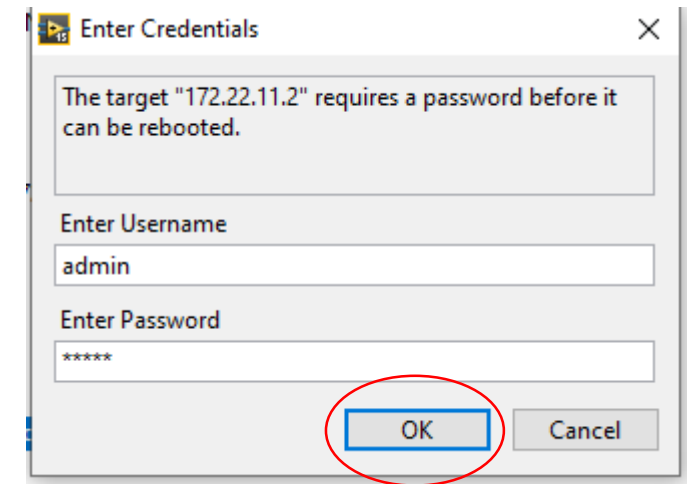 Enter Credentials
The target "172.22.11.2" requires a password before it
can be rebooted.
Enter Username
admin
Enter Password
*****
OK Cancel